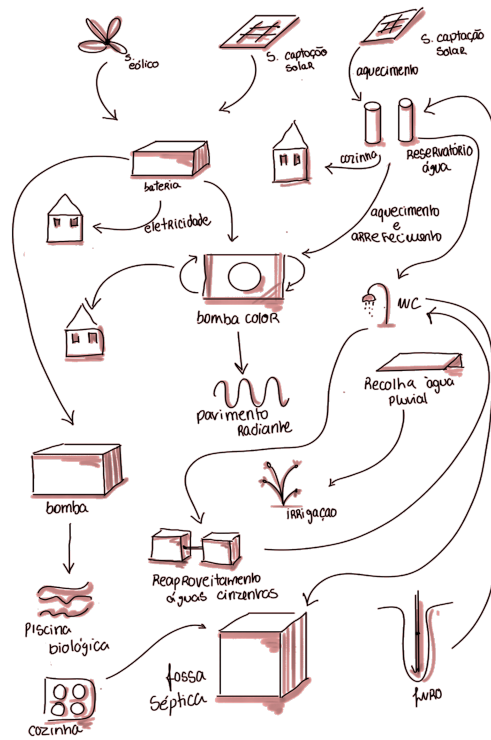 S.
eólico
S. captação
solar
S. captação
solar
aquecimento
cozinha
Reservatório
água
bateria
eletricidade
aquecimento
e
arrefecimento
bomba color
WC
pavimento
Radiante
Recolha água
pluvial
bomba
irrigação
Reaproveitamento
águas cinzentas
piscina
biológica
fossa
séptica
furo
cozinha